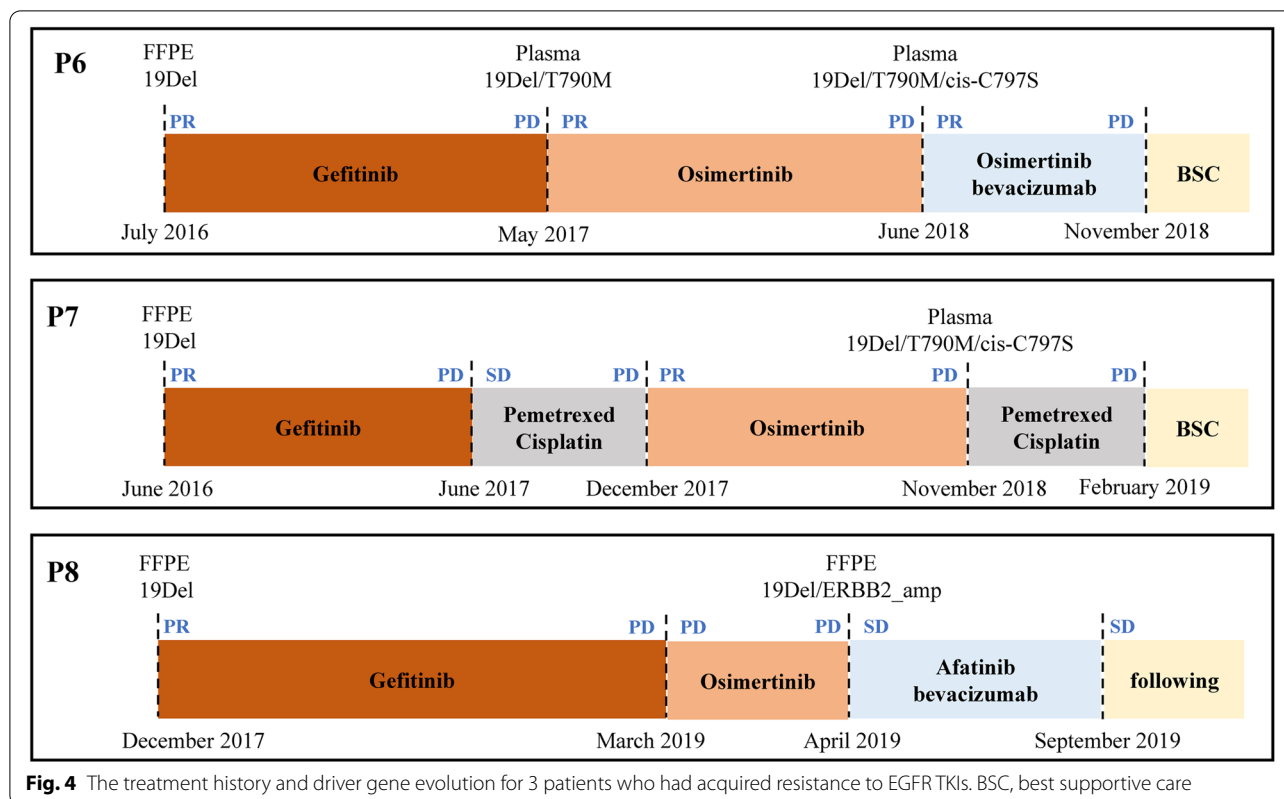 P6
FFPE
19Del
Plasma
19Del/T790M
Plasma
19Del/T790M/cis-C797S
PR PD PR PD PR PD
Gefitinib
Osimertinib
Osimertinib
bevacizumab
BSC
July 2016 May 2017 June 2018 November 2018
P7
FFPE
19Del
Plasma
19Del/T790M/cis-C797S
PR PD SD PD PR PD PD
Gefitinib
Pemetrexed
Cisplatin
Osimertinib
Pemetrexed
Cisplatin
BSC
June 2016 June 2017 December 2017 November 2018 February 2019
P8
FFPE
19Del
FFPE
19Del/ERBB2_amp
PR PD PD PD SD SD
Gefitinib
Osimertinib
Afatinib
bevacizumab
following
December 2017 March 2019 April 2019 September 2019
Fig. 4 The treatment history and driver gene evolution for 3 patients who had acquired resistance to EGFR TKIs. BSC, best supportive care